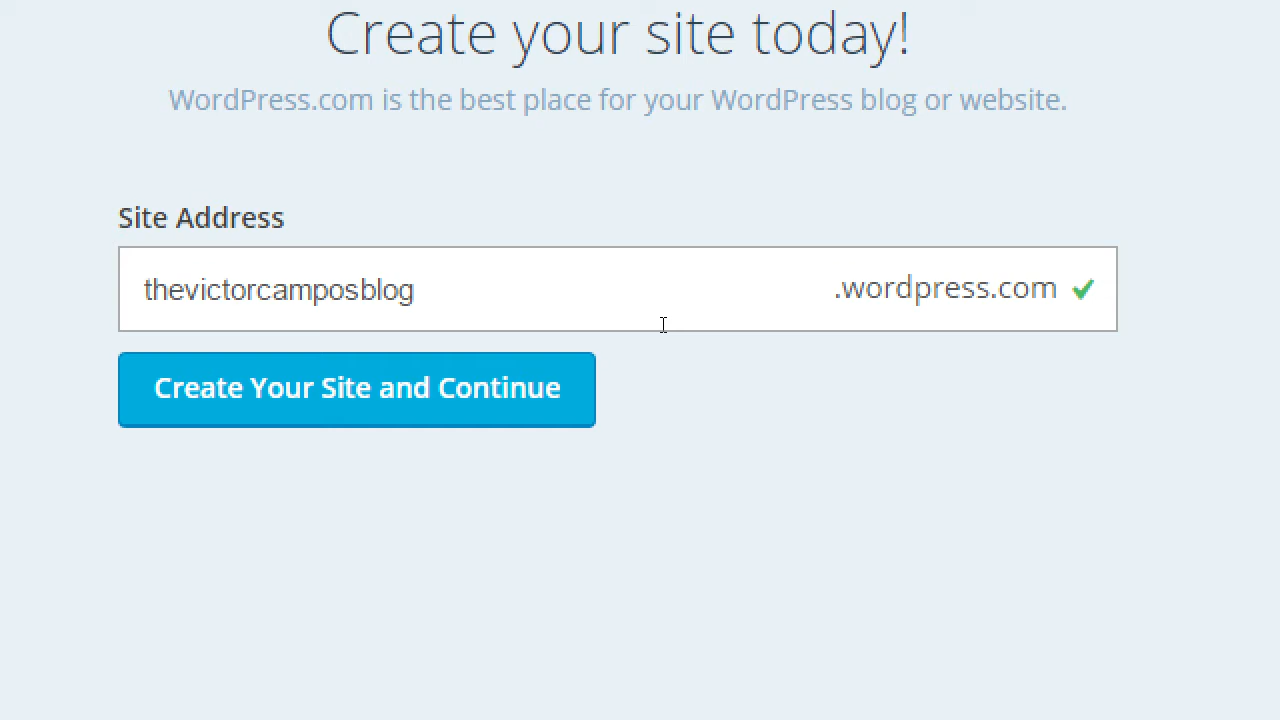 Create your site today!
WordPress.com is the best place for your WordPress blog or website.
Site Address
thevictorcamposblog .wordpress.com
Create Your Site and Continue